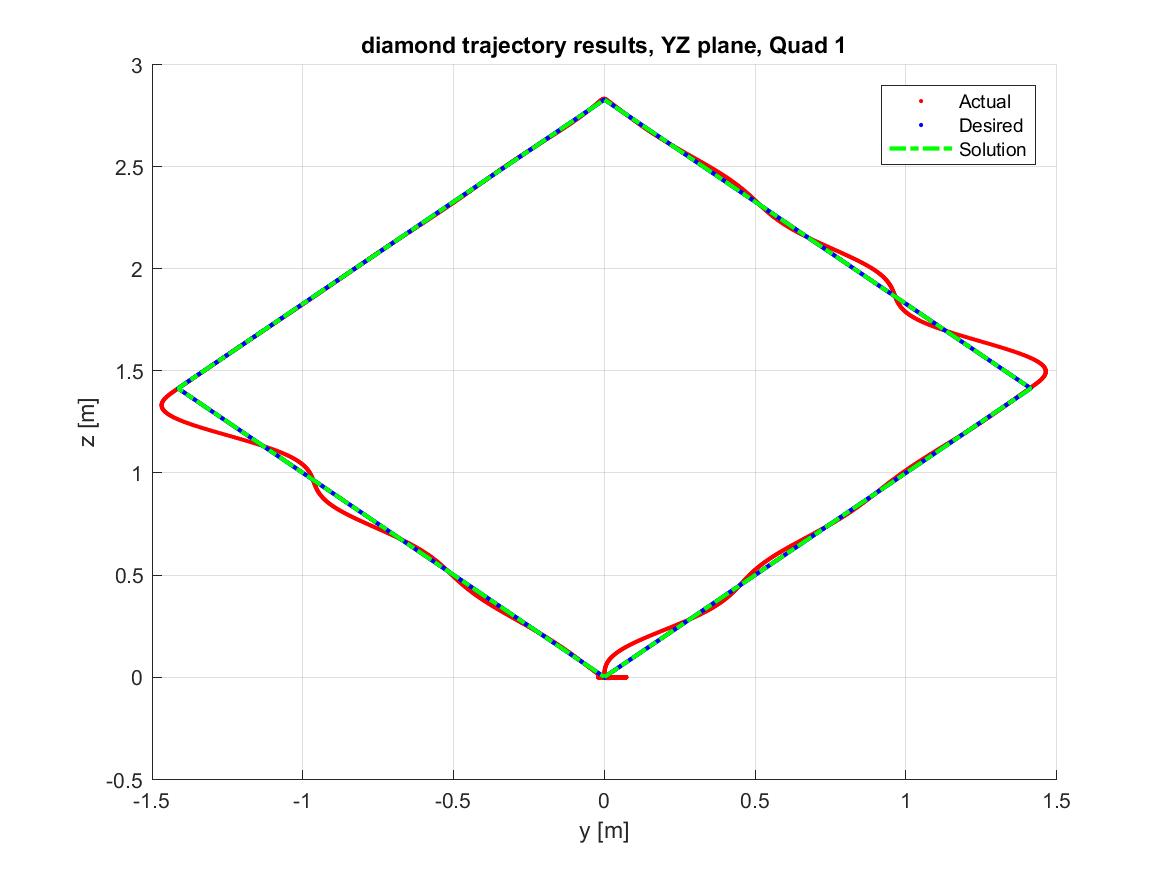 diamond trajectory results, YZ plane, Quad 1
3
2.5
2
1.5
1
0.5
0
-0.5
z [m]
Actual
Desired
Solution
-1.5 -1 -0.5 0 0.5 1 1.5
y [m]